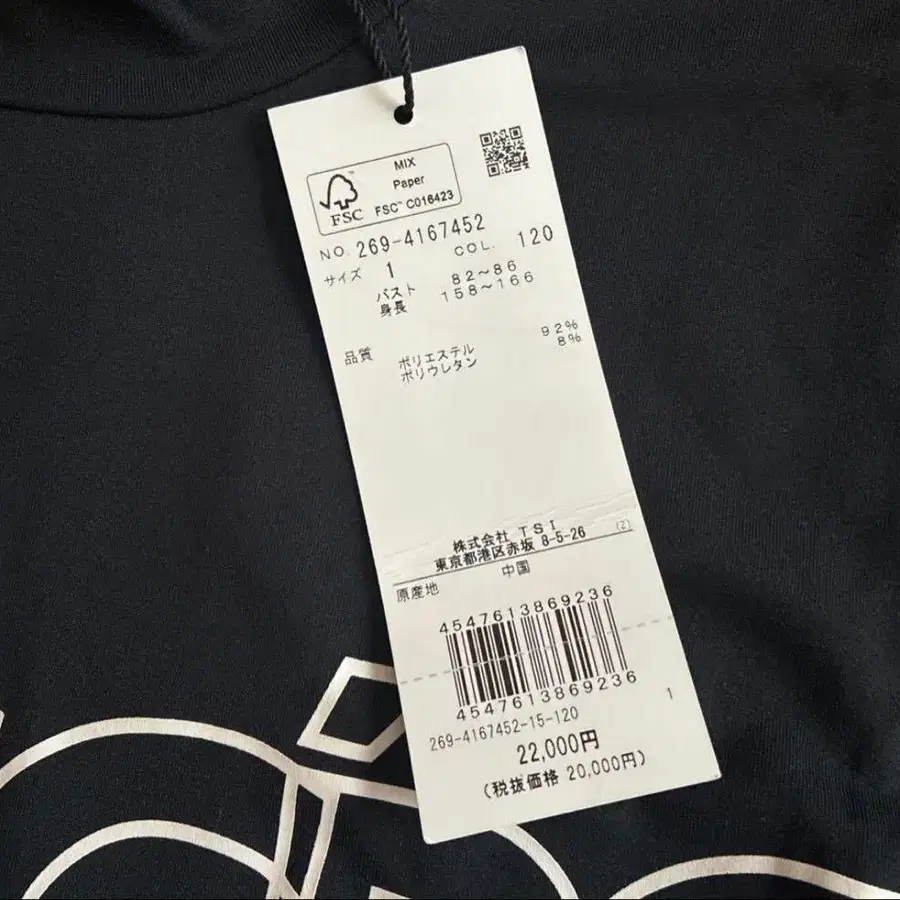 MIX
Paper
FSC
FSC™ C016423
NO. 269-4167452
COL. 120
サイズ 1
バスト 82～86
身長 158～166
品質 ポリエステル 92%
ポリウレタン 8%
株式会社 TSI
東京都港区赤坂 8-5-26 (2)
原産地 中国
4547613869236
4547613869236
269-4167452-15-120 1
22,000円
(税抜価格 20,000円)